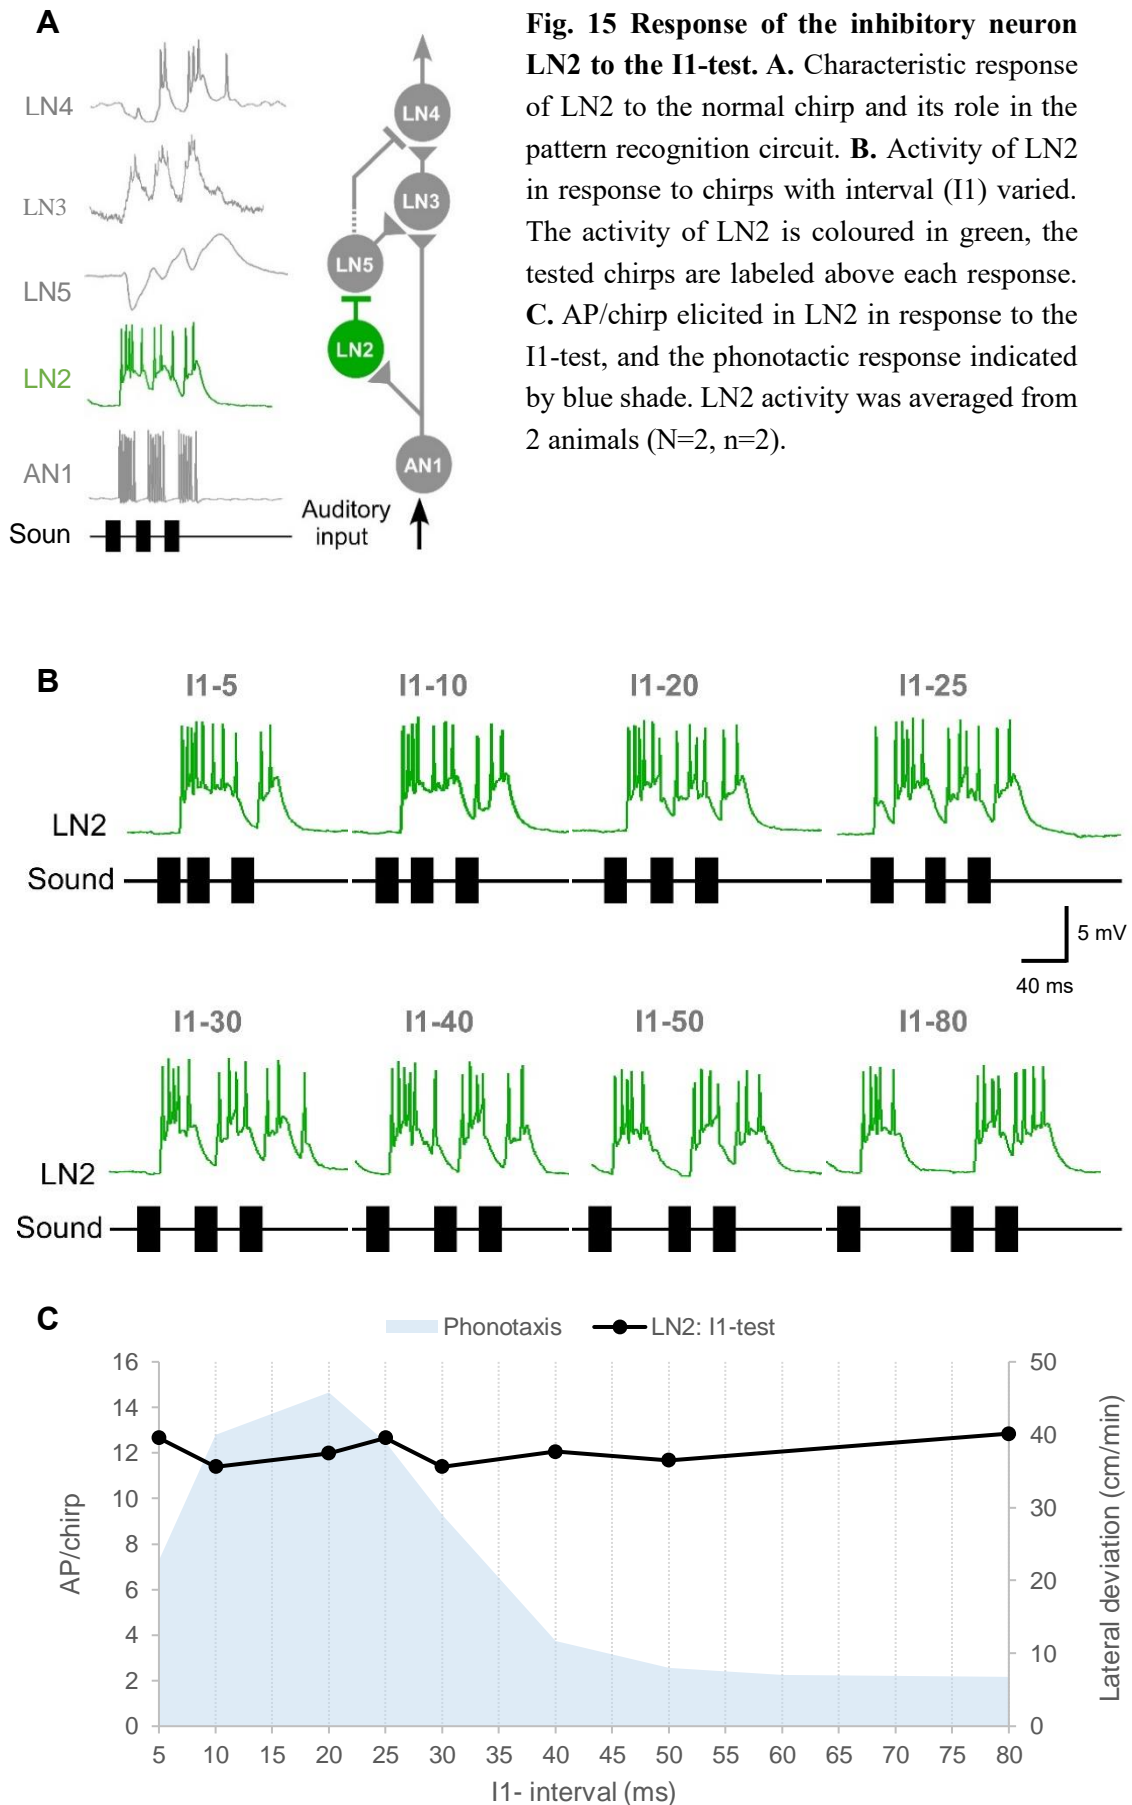 A
Fig. 15 Response of the inhibitory neuron
LN2 to the I1-test. A. Characteristic response
of LN2 to the normal chirp and its role in the
pattern recognition circuit. B. Activity of LN2
in response to chirps with interval (I1) varied.
The activity of LN2 is coloured in green, the
tested chirps are labeled above each response.
C. AP/chirp elicited in LN2 in response to the
I1-test, and the phonotactic response indicated
by blue shade. LN2 activity was averaged from
2 animals (N=2, n=2).
LN4
LN3
LN5
LN2
AN1
Soun
LN4
LN3
LN5
LN2
AN1
Auditory
input
B
I1-5 I1-10 I1-20 I1-25
LN2
Sound
5 mV
40 ms
I1-30 I1-40 I1-50 I1-80
LN2
Sound
C
Phonotaxis LN2: I1-test
AP/chirp
16
14
12
10
8
6
4
2
0
50
40
30
20
10
0
Lateral deviation (cm/min)
5 10 15 20 25 30 35 40 45 50 55 60 65 70 75 80
I1- interval (ms)